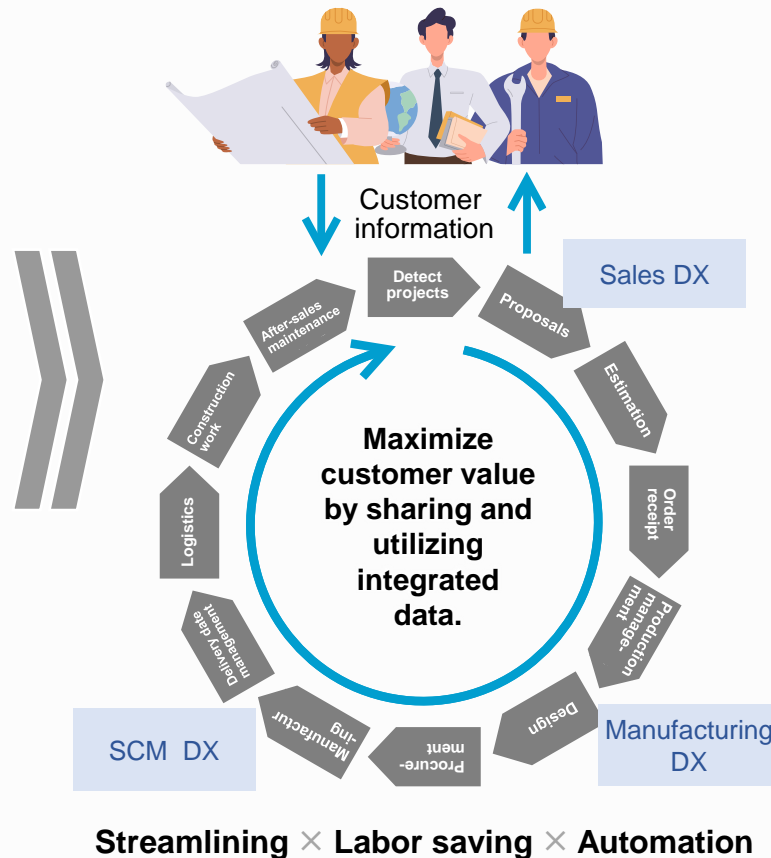 Customer
information
Sales DX
Detect
projects
Proposals
Estimation
Order
receipt
Production
manage-
ment
Manufacturing
DX
Design
Procure-
ment
Manufactur
-ing
SCM DX
Delivery date
management
Logistics
Construction
work
After-sales
maintenance
Maximize
customer value
by sharing and
utilizing
integrated
data.
Streamlining × Labor saving × Automation